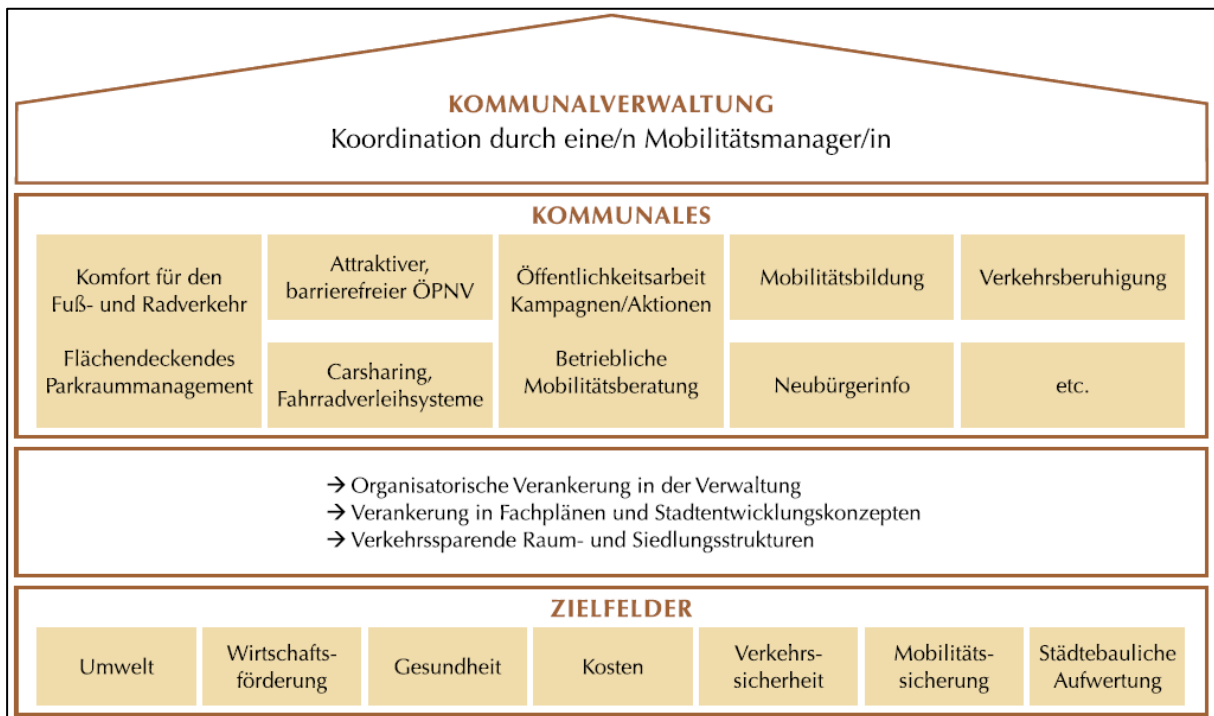 KOMMUNALVERWALTUNG
Koordination durch eine/n Mobilitätsmanager/in
KOMMUNALES
Komfort für den
Fuß- und Radverkehr
Attraktiver,
barrierefreier ÖPNV
Öffentlichkeitsarbeit
Kampagnen/Aktionen
Mobilitätsbildung
Verkehrsberuhigung
Flächendeckendes
Parkraummanagement
Carsharing,
Fahrradverleihsysteme
Betriebliche
Mobilitätsberatung
Neubürgerinfo
etc.
→ Organisatorische Verankerung in der Verwaltung
→ Verankerung in Fachplänen und Stadtentwicklungskonzepten
→ Verkehrssparende Raum- und Siedlungsstrukturen
ZIELFELDER
Umwelt
Wirtschafts-
förderung
Gesundheit
Kosten
Verkehrs-
sicherheit
Mobilitäts-
sicherung
Städtebauliche
Aufwertung